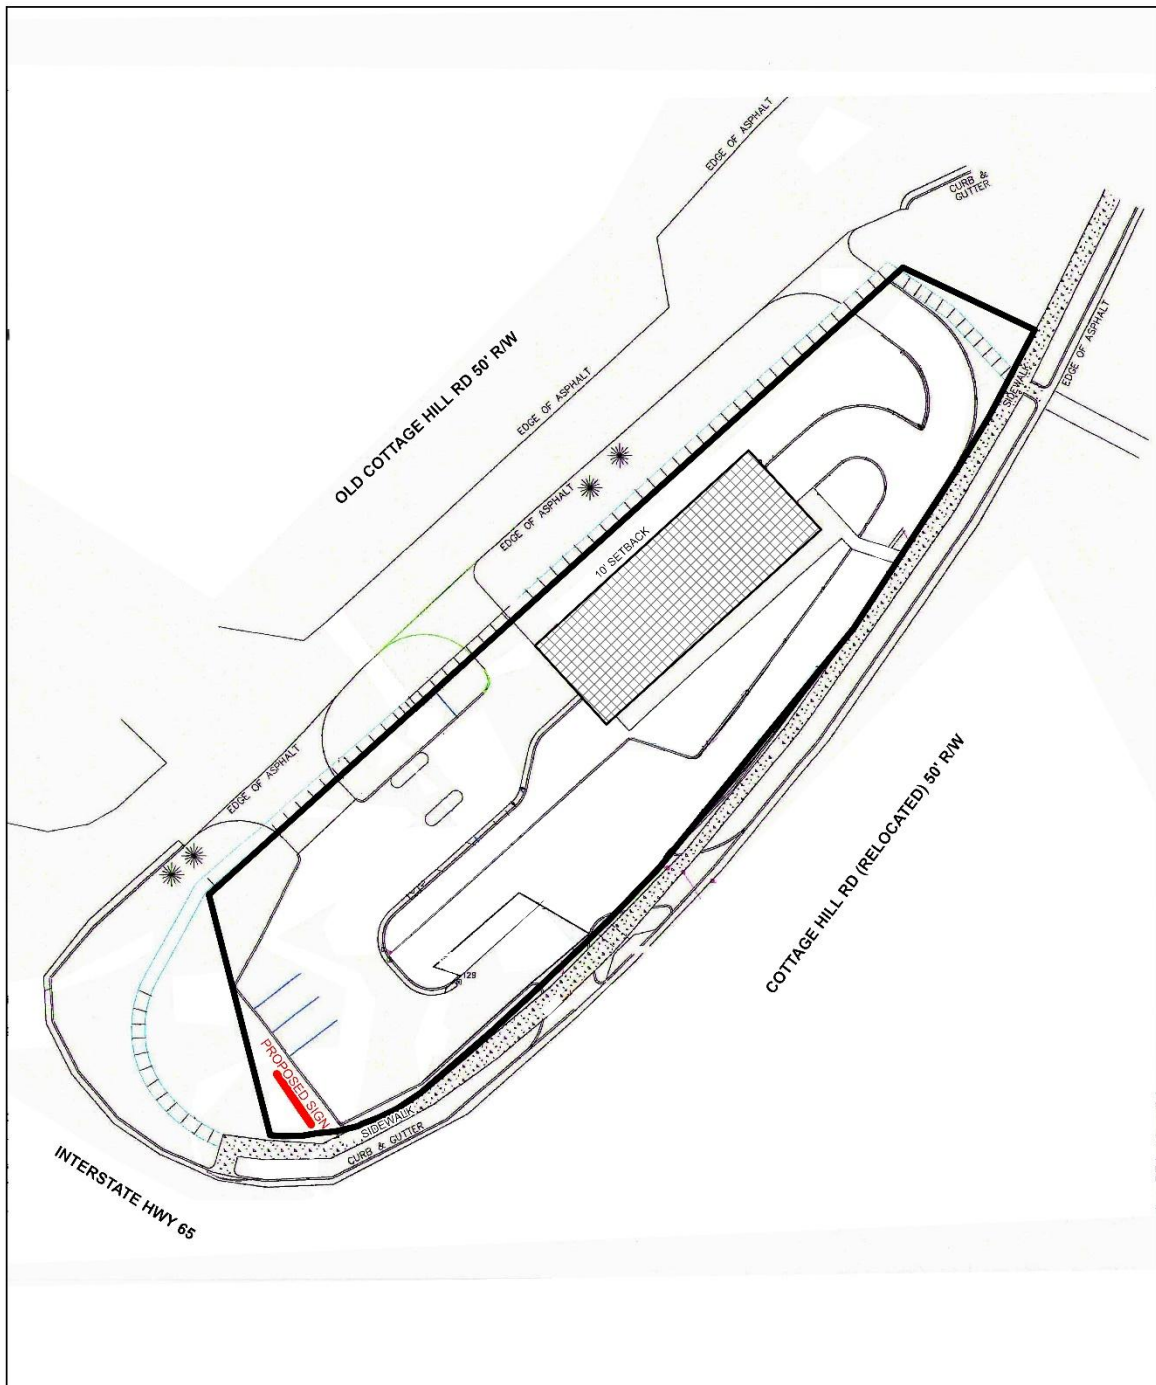 EDGE OF ASPHALT
CURB &
GUTTER
OLD COTTAGE HILL RD 50' R/W
EDGE OF ASPHALT
EDGE OF ASPHALT
SIDEWALK
EDGE OF ASPHALT
10' SETBACK
EDGE OF ASPHALT
COTTAGE HILL RD (RELOCATED) 50' R/W
129
PROPOSED SIGN
SIDEWALK
CURB & GUTTER
INTERSTATE HWY 65